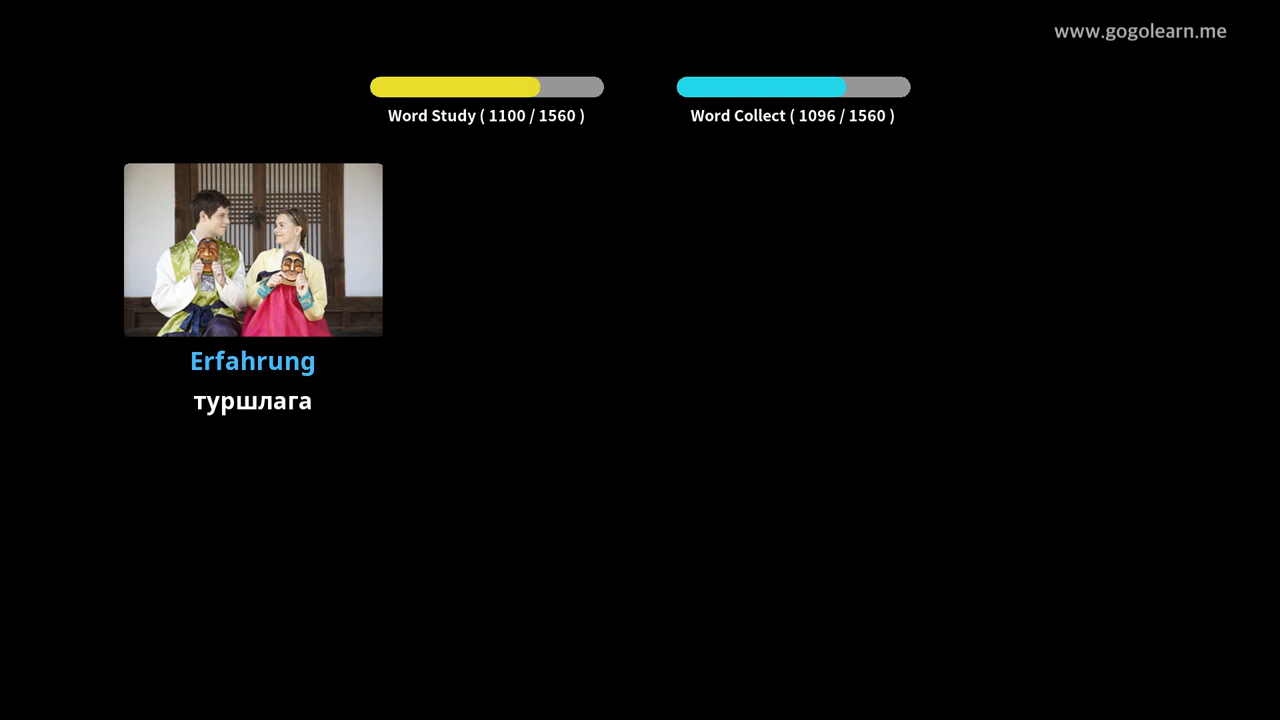 www.gogolearn.me
Word Study ( 1100 / 1560 )
Word Collect ( 1096 / 1560 )
Erfahrung
туршлага